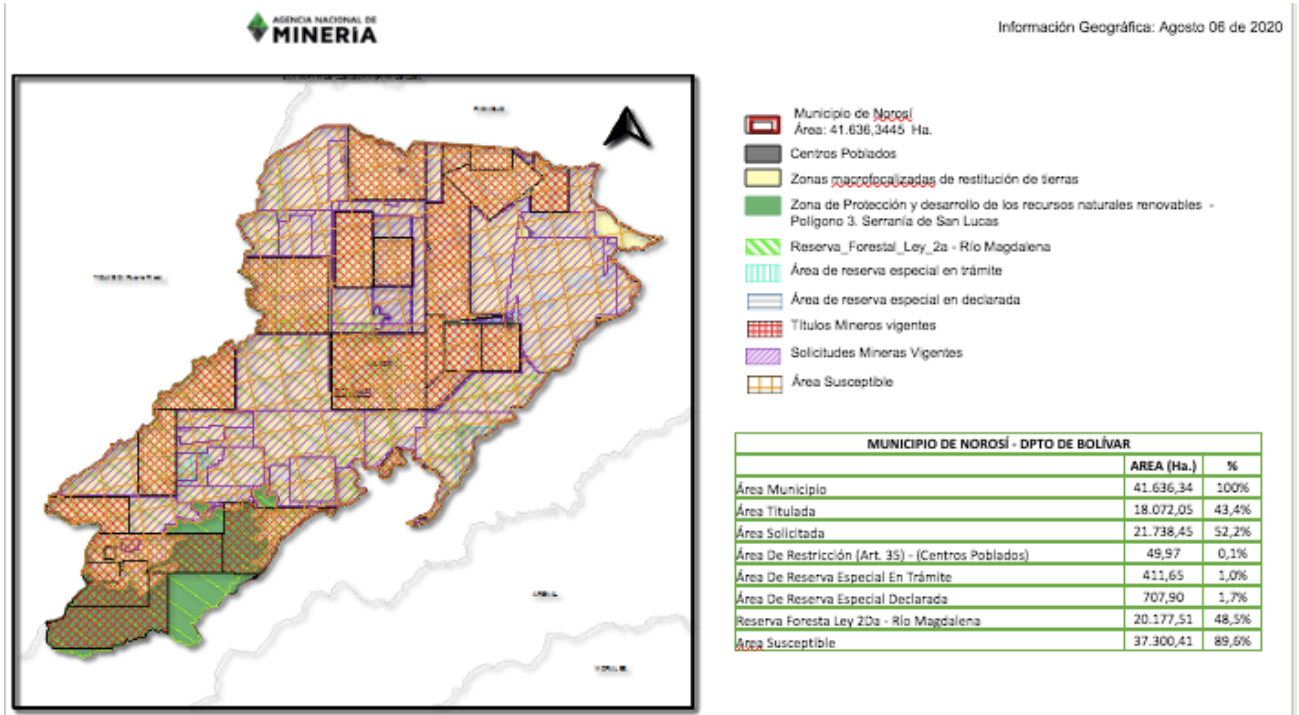 AGENCIA NACIONAL DE
MINERÍA
Información Geográfica: Agosto 06 de 2020
Municipio de Norosí
Área: 41.636,3445 Ha.
Centros Poblados
Zonas macrofocalizadas de restitución de tierras
Zona de Protección y desarrollo de los recursos naturales renovables -
Polígono 3. Serranía de San Lucas
Reserva_Forestal_Ley_2a - Río Magdalena
Área de reserva especial en trámite
Área de reserva especial en declarada
Títulos Mineros vigentes
Solicitudes Mineras Vigentes
Área Susceptible
MUNICIPIO DE NOROSÍ - DPTO DE BOLÍVAR
AREA (Ha.) %
Área Municipio 41.636,34 100%
Área Titulada 18.072,05 43,4%
Área Solicitada 21.738,45 52,2%
Área De Restricción (Art. 35) - (Centros Poblados) 49,97 0,1%
Área De Reserva Especial En Trámite 411,65 1,0%
Área De Reserva Especial Declarada 707,90 1,7%
Reserva Foresta Ley 2Da - Río Magdalena 20.177,51 48,5%
Area Susceptible 37.300,41 89,6%